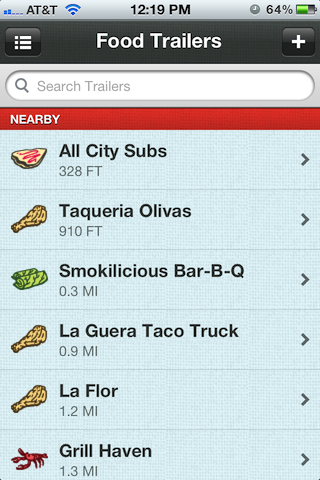 AT&T 12:19 PM 64%
Food Trailers
Search Trailers
NEARBY
All City Subs
328 FT
Taqueria Olivas
910 FT
Smokilicious Bar-B-Q
0.3 MI
La Guera Taco Truck
0.9 MI
La Flor
1.2 MI
Grill Haven
1.3 MI